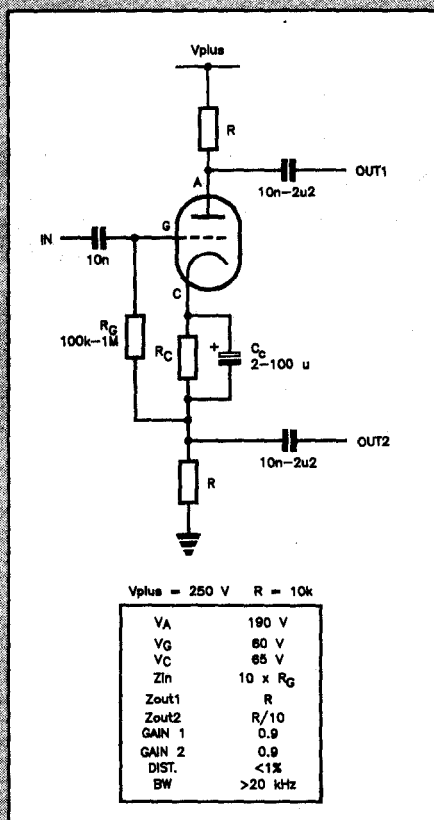 Vplus
R
A
10n-2u2
OUT1
G
IN
10n
C
RG
100k-1M
RC
+
CC
2-100 u
10n-2u2
OUT2
R
Vplus = 250 V R = 10k
VA 190 V
VG 60 V
VC 65 V
Zin 10 x RG
Zout1 R
Zout2 R/10
GAIN 1 0.9
GAIN 2 0.9
DIST. <1%
BW >20 kHz